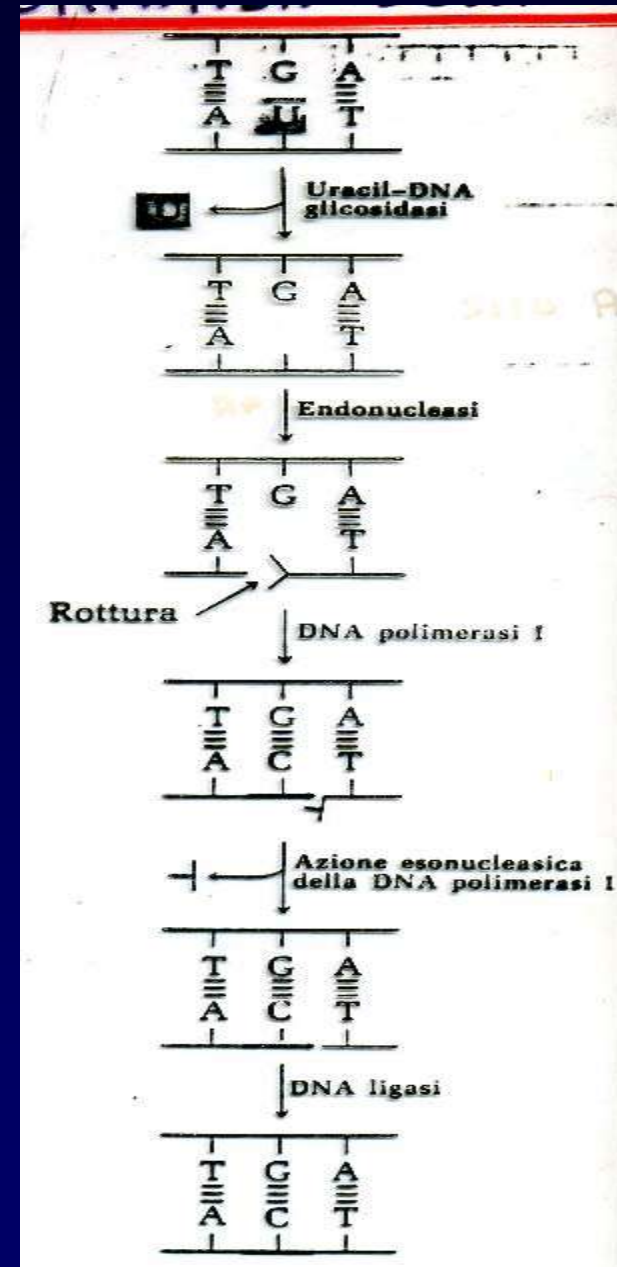 T G A
A U T
Uracil-DNA
glicosidasi
T G A
A T
Endonucleasi
T G A
A T
Rottura
DNA polimerasi I
T G A
A C T
Azione esonucleasica
della DNA polimerasi I
T G A
A C T
DNA ligasi
T G A
A C T